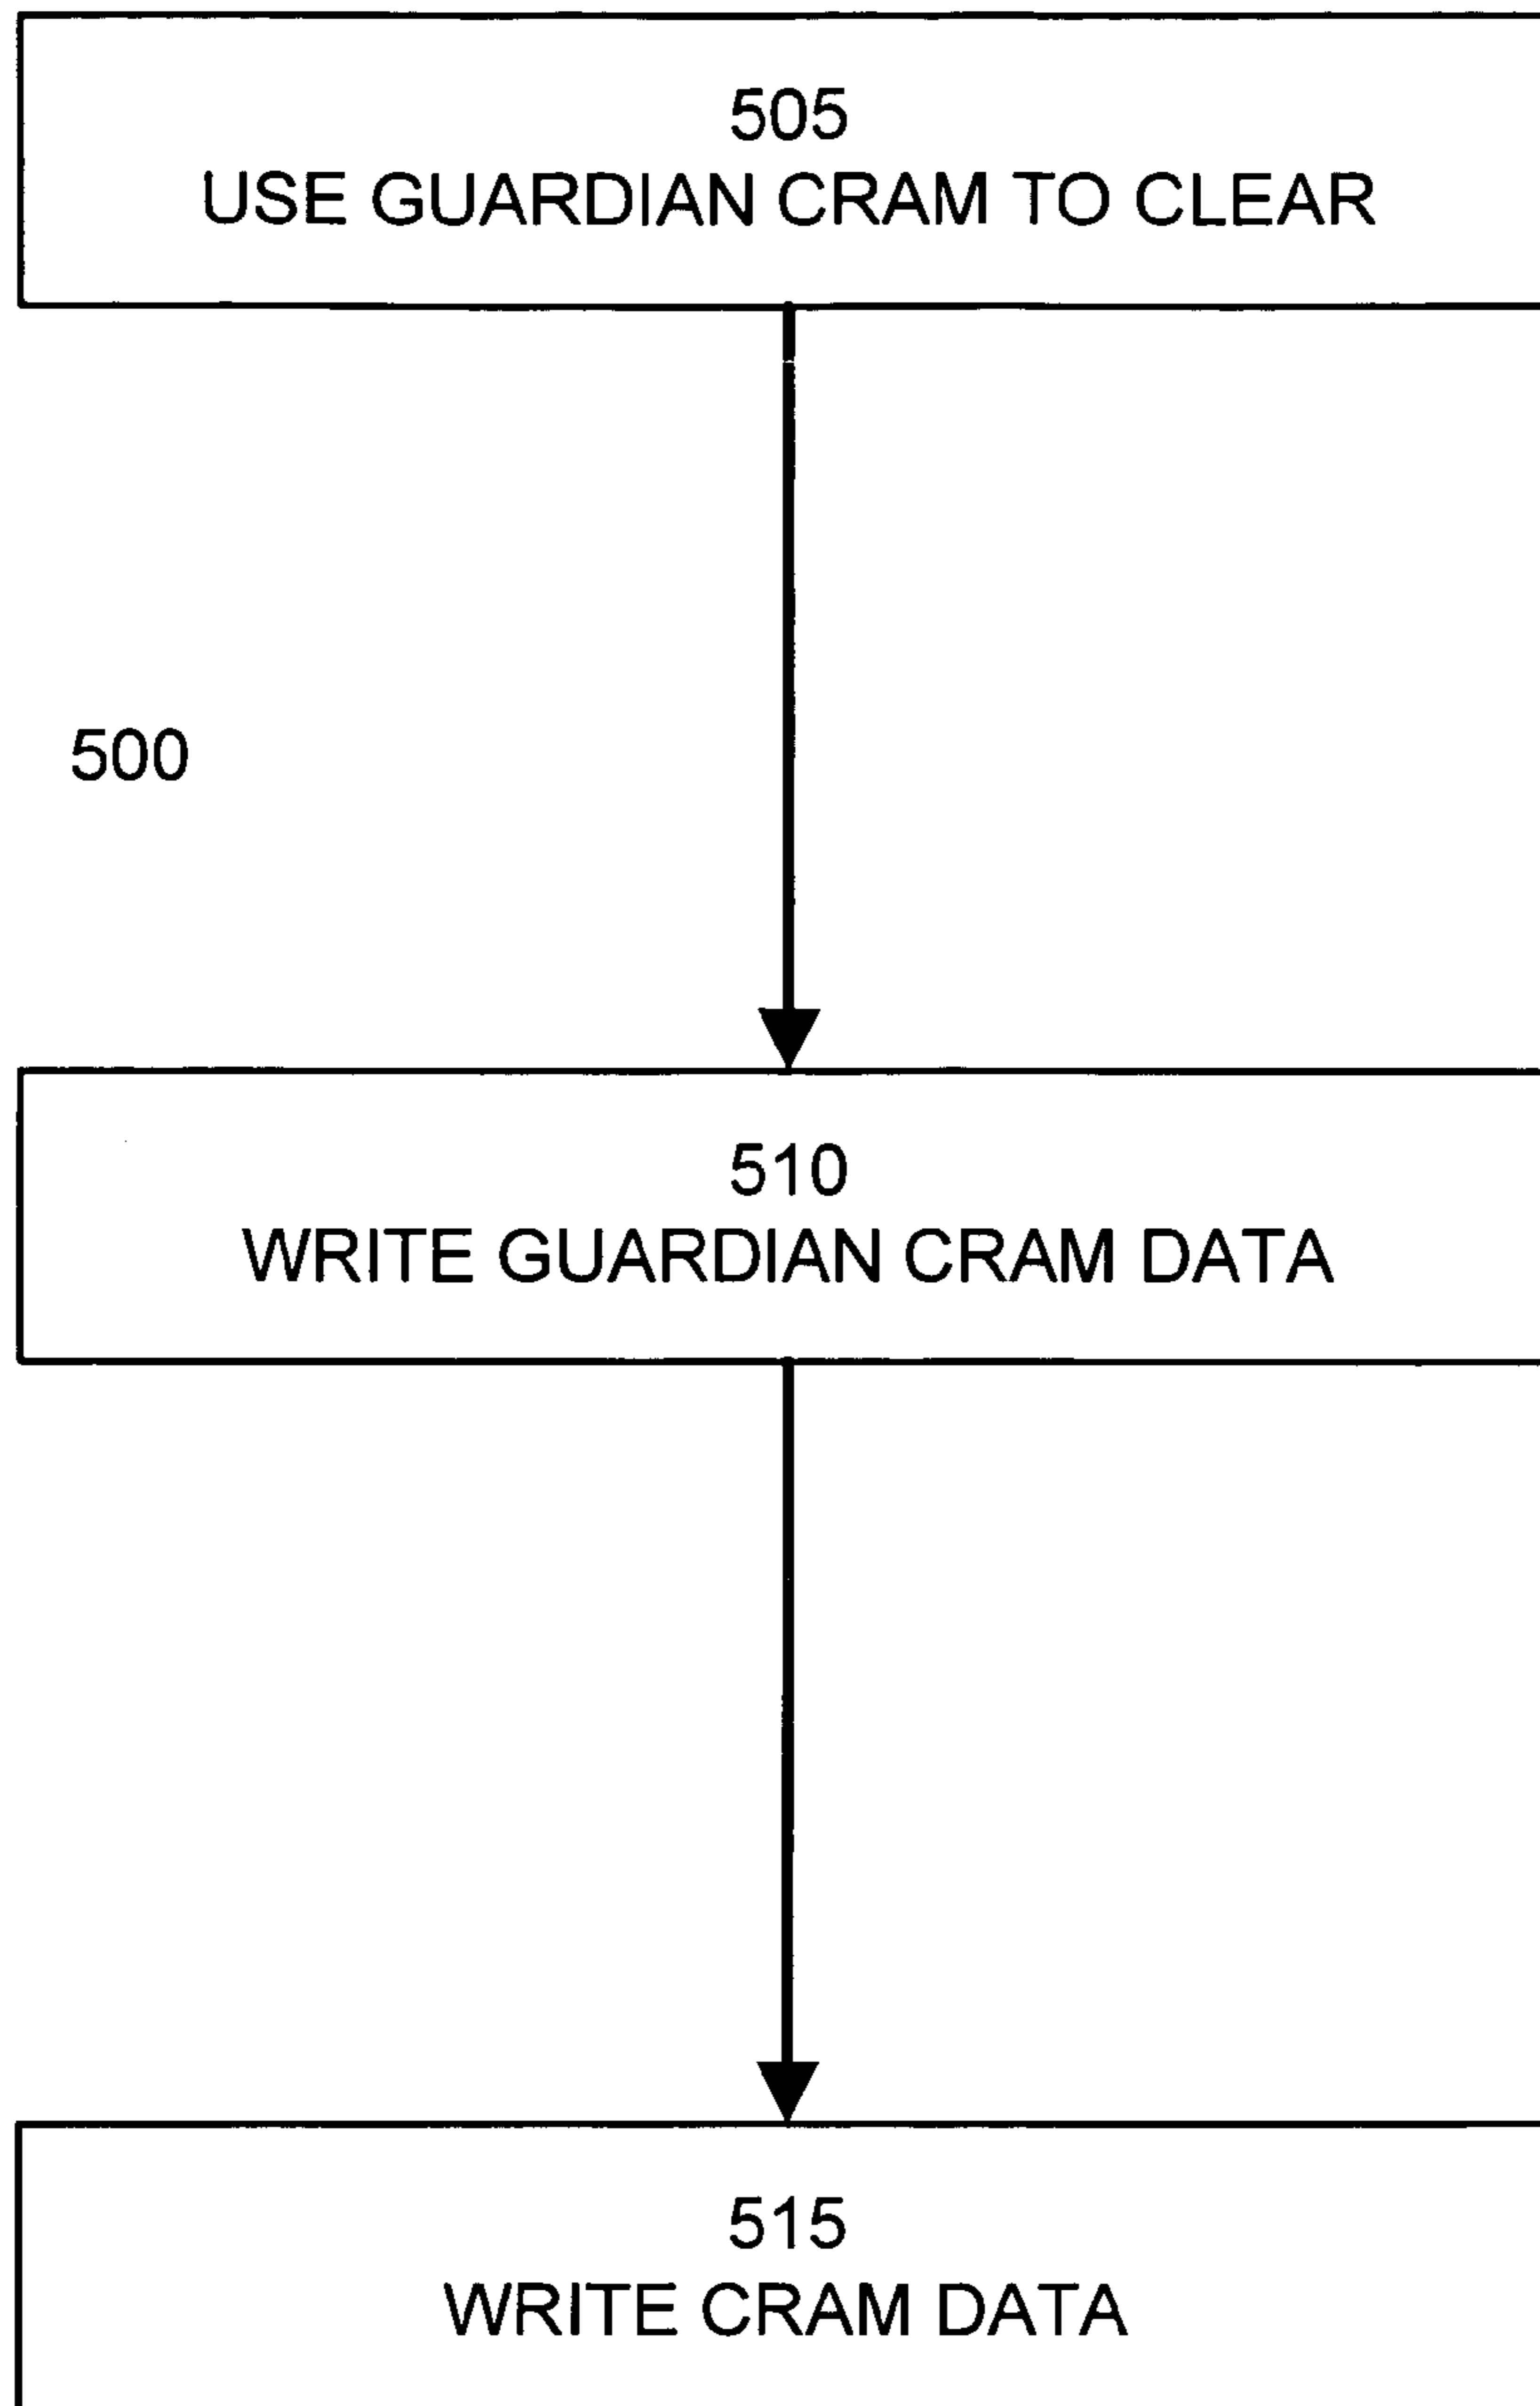 505
USE GUARDIAN CRAM TO CLEAR
500
510
WRITE GUARDIAN CRAM DATA
515
WRITE CRAM DATA